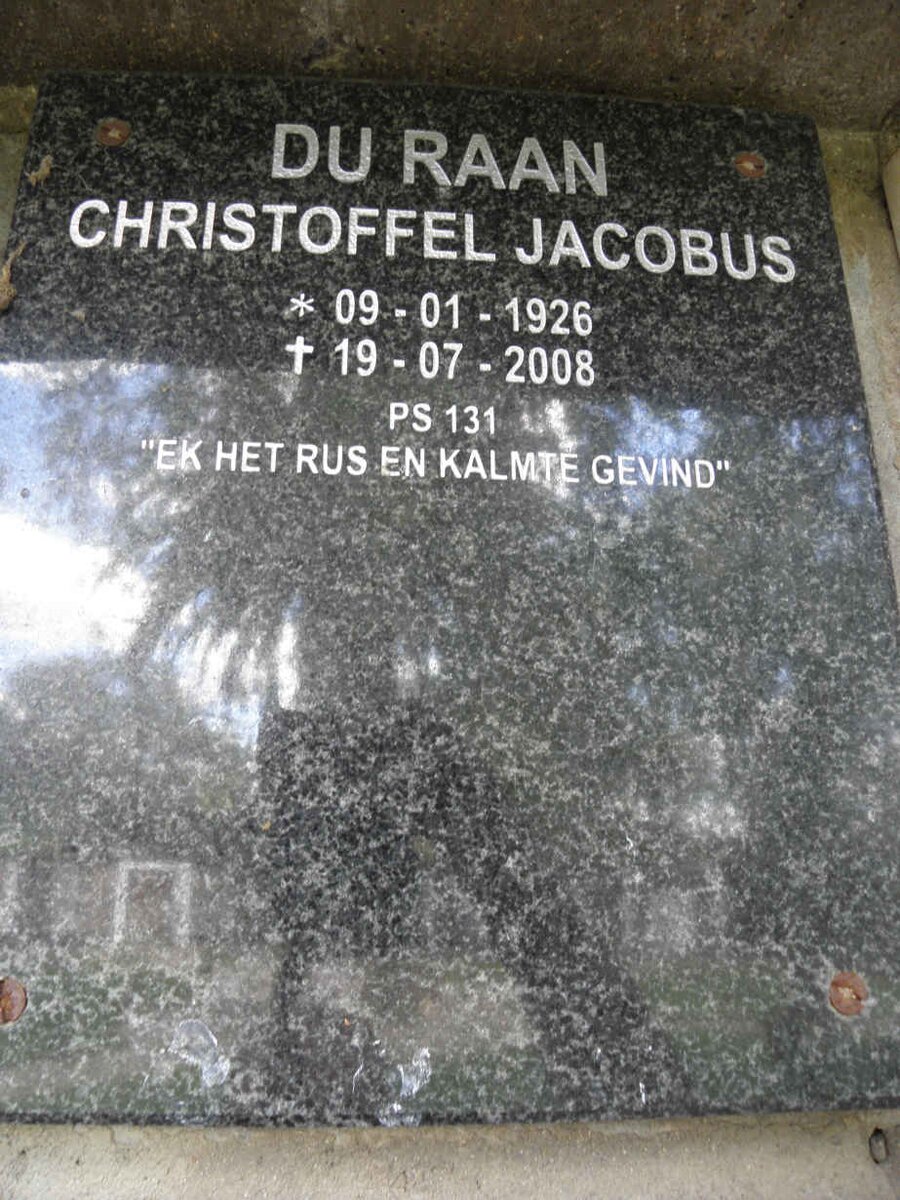 DU RAAN
CHRISTOFFEL JACOBUS
* 09 - 01 - 1926
✝ 19 - 07 - 2008
PS 131
"EK HET RUS EN KALMTE GEVIND"